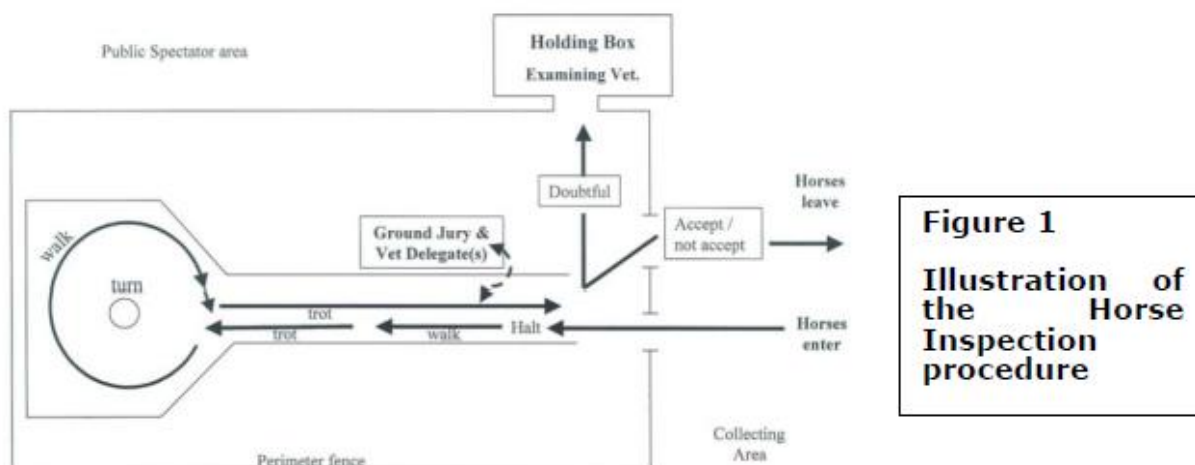 Public Spectator area
Holding Box
Examining Vet.
Doubtful
Horses
leave
Accept /
not accept
Ground Jury &
Vet Delegate(s)
walk
turn
trot
trot
walk
Halt
Horses
enter
Collecting
Area
Perimeter fence
Figure 1
Illustration of
the Horse
Inspection
procedure